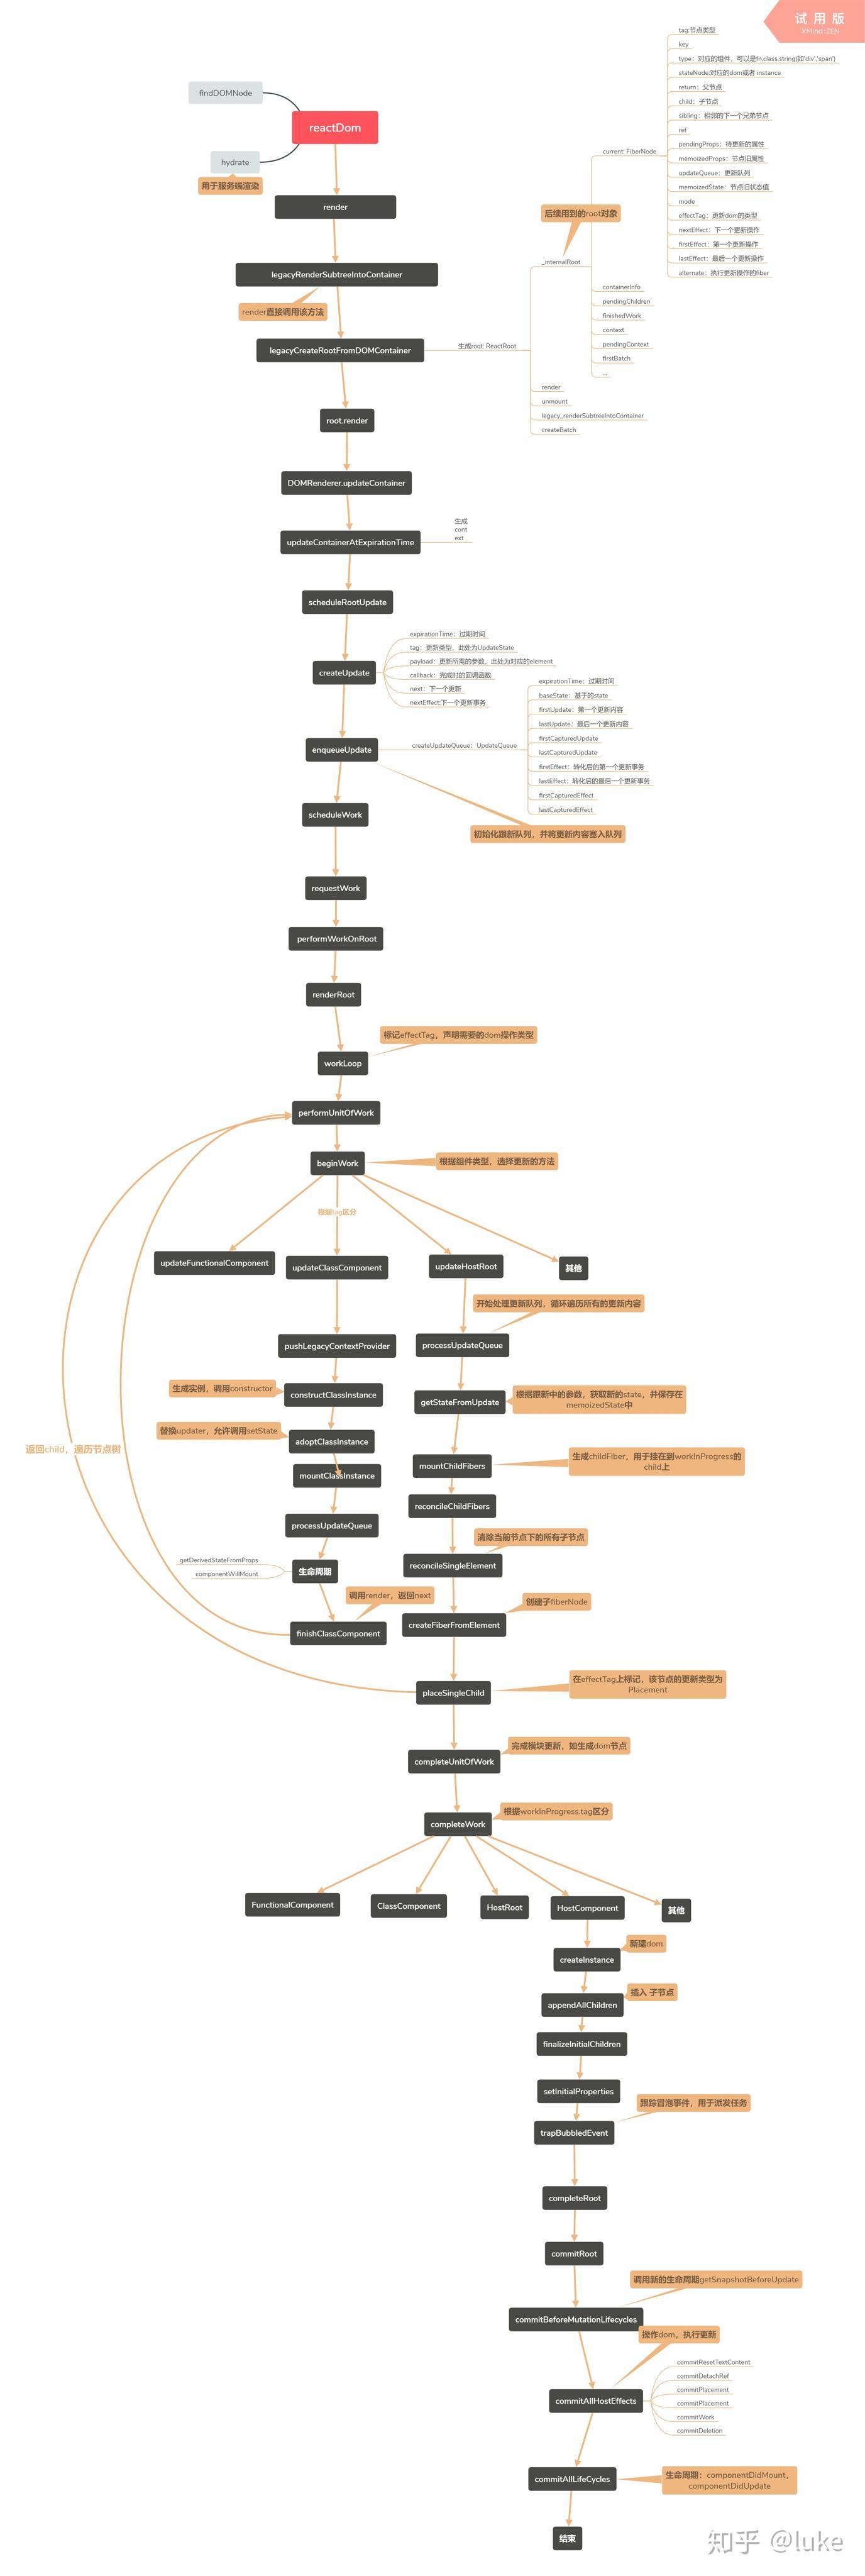 试用版
XMind: ZEN
findDOMNode
reactDom
hydrate
用于服务端渲染
render
legacyRenderSubtreeIntoContainer
render直接调用该方法
legacyCreateRootFromDOMContainer
生成root: ReactRoot
_internalRoot
后续用到的root对象
current: FiberNode
tag:节点类型
key
type：对应的组件，可以是fn,class,string(如'div','span')
stateNode:对应的dom或者 instance
return：父节点
child：子节点
sibling：相邻的下一个兄弟节点
ref
pendingProps：待更新的属性
memoizedProps：节点旧属性
updateQueue：更新队列
memoizedState：节点旧状态值
mode
effectTag：更新dom的类型
nextEffect：下一个更新操作
firstEffect：第一个更新操作
lastEffect：最后一个更新操作
alternate：执行更新操作的fiber
containerInfo
pendingChildren
finishedWork
context
pendingContext
firstBatch
...
render
unmount
legacy_renderSubtreeIntoContainer
createBatch
root.render
DOMRenderer.updateContainer
updateContainerAtExpirationTime
生成
cont
ext
scheduleRootUpdate
createUpdate
expirationTime：过期时间
tag：更新类型，此处为UpdateState
payload：更新所需的参数，此处为对应的element
callback：完成时的回调函数
next：下一个更新
nextEffect:下一个更新事务
enqueueUpdate
createUpdateQueue：UpdateQueue
expirationTime：过期时间
baseState：基于的state
firstUpdate：第一个更新内容
lastUpdate：最后一个更新内容
firstCapturedUpdate
lastCapturedUpdate
firstEffect：转化后的第一个更新事务
lastEffect：转化后的最后一个更新事务
firstCapturedEffect
lastCapturedEffect
初始化跟新队列，并将更新内容塞入队列
scheduleWork
requestWork
performWorkOnRoot
renderRoot
标记effectTag，声明需要的dom操作类型
workLoop
performUnitOfWork
beginWork
根据组件类型，选择更新的方法
根据tag区分
updateFunctionalComponent
updateClassComponent
updateHostRoot
其他
开始处理更新队列，循环遍历所有的更新内容
pushLegacyContextProvider
processUpdateQueue
生成实例，调用constructor
constructClassInstance
getStateFromUpdate
根据跟新中的参数，获取新的state，并保存在
memoizedState中
替换updater，允许调用setState
adoptClassInstance
返回child，遍历节点树
mountClassInstance
mountChildFibers
生成childFiber，用于挂在到workInProgress的
child上
processUpdateQueue
reconcileChildFibers
清除当前节点下的所有子节点
getDerivedStateFromProps
componentWillMount
生命周期
reconcileSingleElement
调用render，返回next
创建子fiberNode
finishClassComponent
createFiberFromElement
placeSingleChild
在effectTag上标记，该节点的更新类型为
Placement
completeUnitOfWork
完成模块更新，如生成dom节点
completeWork
根据workInProgress.tag区分
FunctionalComponent
ClassComponent
HostRoot
HostComponent
其他
新建dom
createInstance
插入 子节点
appendAllChildren
finalizeInitialChildren
setInitialProperties
跟踪冒泡事件，用于派发任务
trapBubbledEvent
completeRoot
commitRoot
调用新的生命周期getSnapshotBeforeUpdate
commitBeforeMutationLifecycles
操作dom，执行更新
commitAllHostEffects
commitResetTextContent
commitDetachRef
commitPlacement
commitPlacement
commitWork
commitDeletion
commitAllLifeCycles
生命周期：componentDidMount，
componentDidUpdate
结束
知乎 @luke